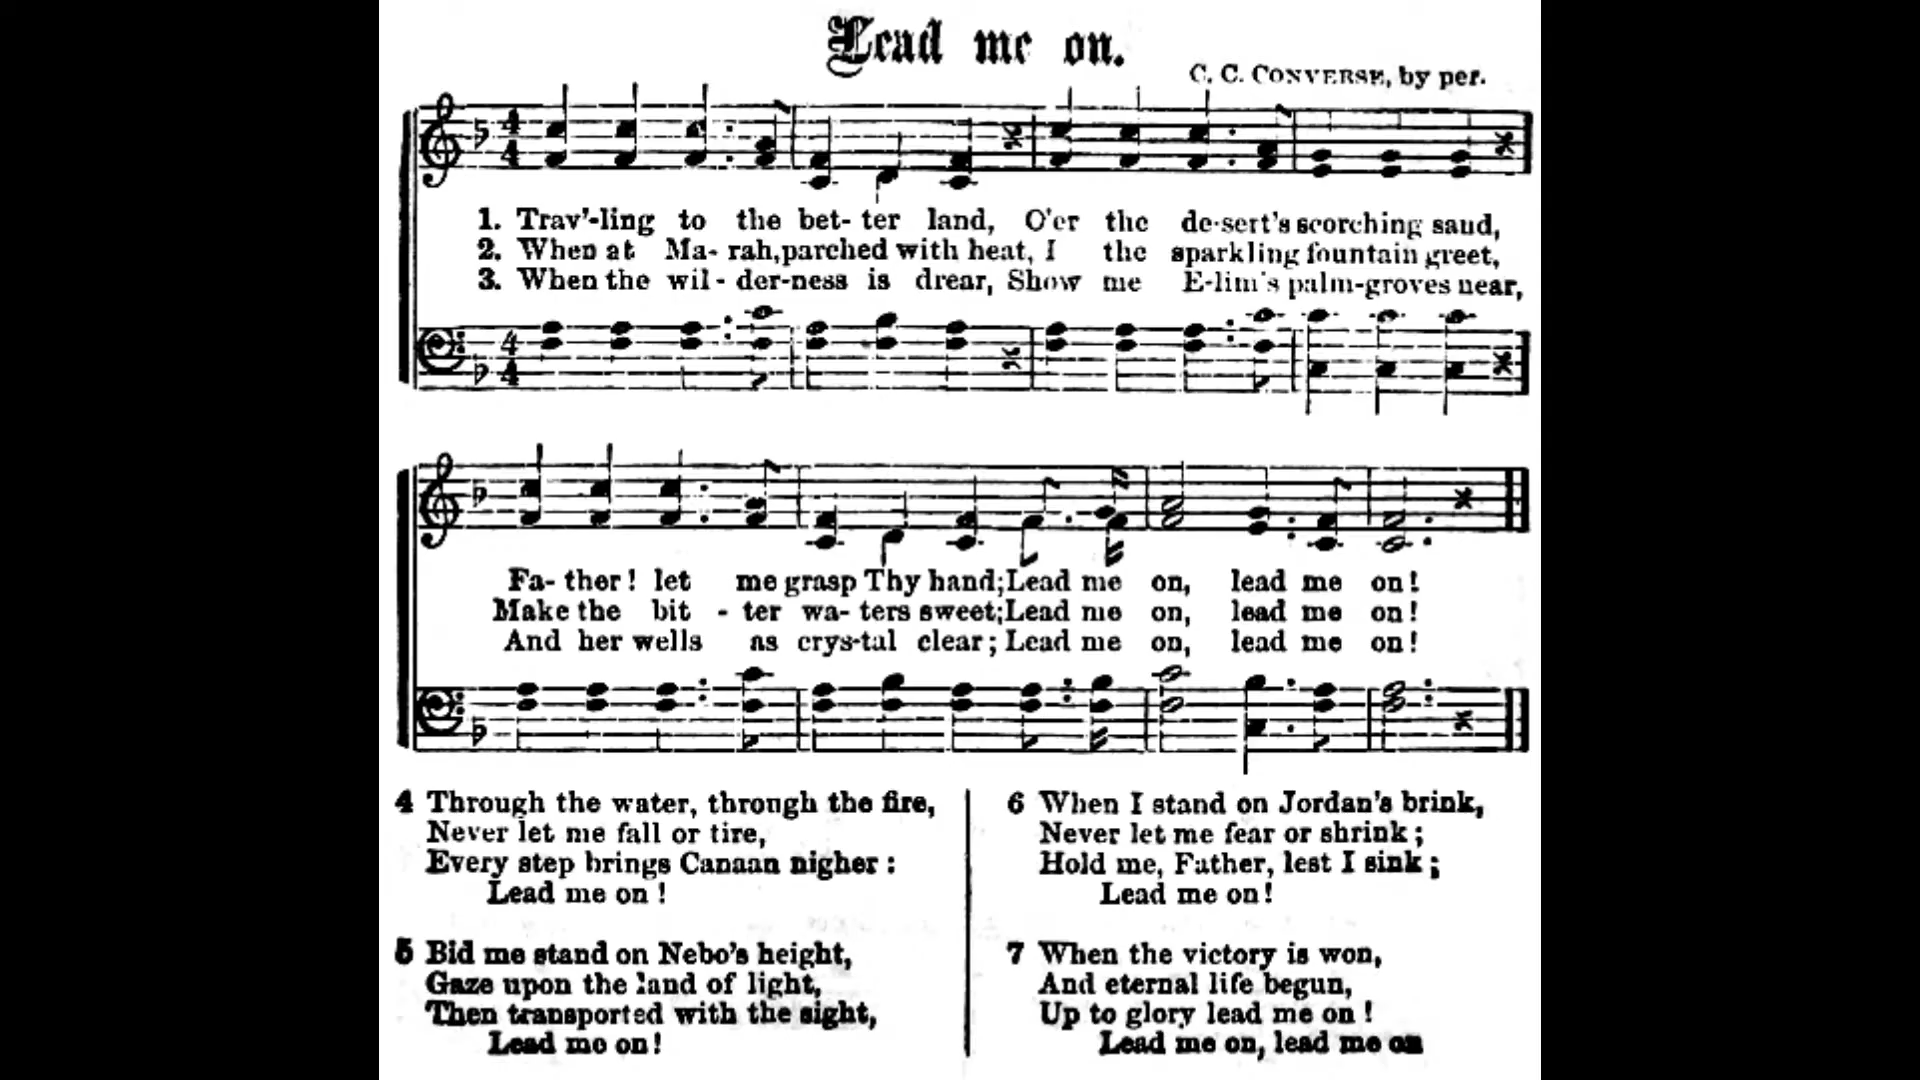 Lead me on.
C. C. CONVERSE, by per.
4 4
1. Trav'-ling to the bet- ter land, O'er the de-sert's scorching sand,
2. When at Ma- rah,parched with heat, I the sparkling fountain greet,
3. When the wil - der-ness is drear, Show me E-lim's palm-groves near,
4 4
Fa- ther! let me grasp Thy hand; Lead me on, lead me on!
Make the bit - ter wa- ters sweet; Lead me on, lead me on!
And her wells as crys-tal clear; Lead me on, lead me on!
4 Through the water, through the fire,
Never let me fall or tire,
Every step brings Canaan nigher:
Lead me on!
5 Bid me stand on Nebo's height,
Gaze upon the land of light,
Then transported with the sight,
Lead me on!
6 When I stand on Jordan's brink,
Never let me fear or shrink;
Hold me, Father, lest I sink;
Lead me on!
7 When the victory is won,
And eternal life begun,
Up to glory lead me on!
Lead me on, lead me on